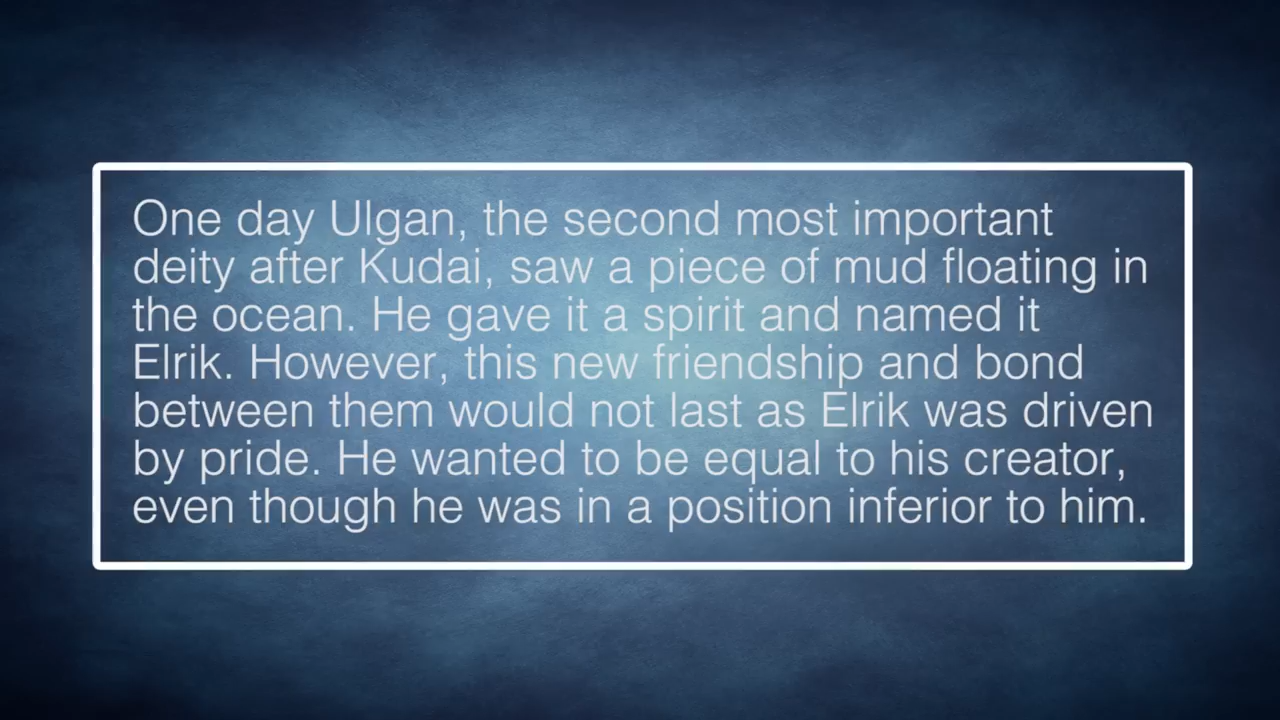 One day Ulgan, the second most important
deity after Kudai, saw a piece of mud floating in
the ocean. He gave it a spirit and named it
Elrik. However, this new friendship and bond
between them would not last as Elrik was driven
by pride. He wanted to be equal to his creator,
even though he was in a position inferior to him.